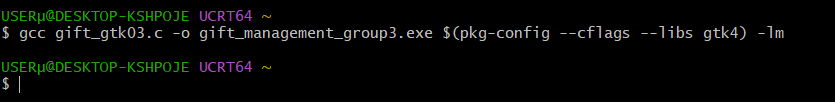 USERµ@DESKTOP-KSHPOJE UCRT64 ~
$ gcc gift_gtk03.c -o gift_management_group3.exe $(pkg-config --cflags --libs gtk4) -lm
USERµ@DESKTOP-KSHPOJE UCRT64 ~
$